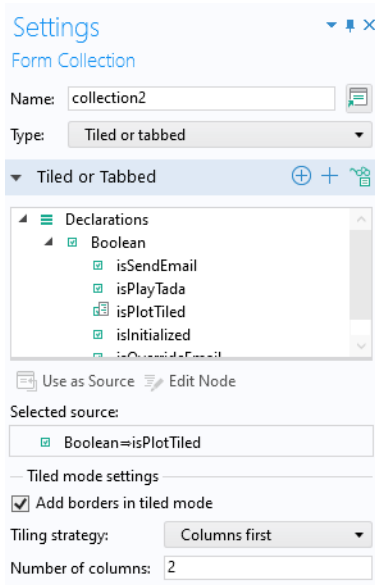 Settings
Form Collection
Name: collection2
Type: Tiled or tabbed
Tiled or Tabbed
Declarations
Boolean
isSendEmail
isPlayTada
isPlotTiled
isInitialized
isOverrideEmail
Use as Source Edit Node
Selected source:
Boolean⇒isPlotTiled
Tiled mode settings
Add borders in tiled mode
Tiling strategy: Columns first
Number of columns: 2